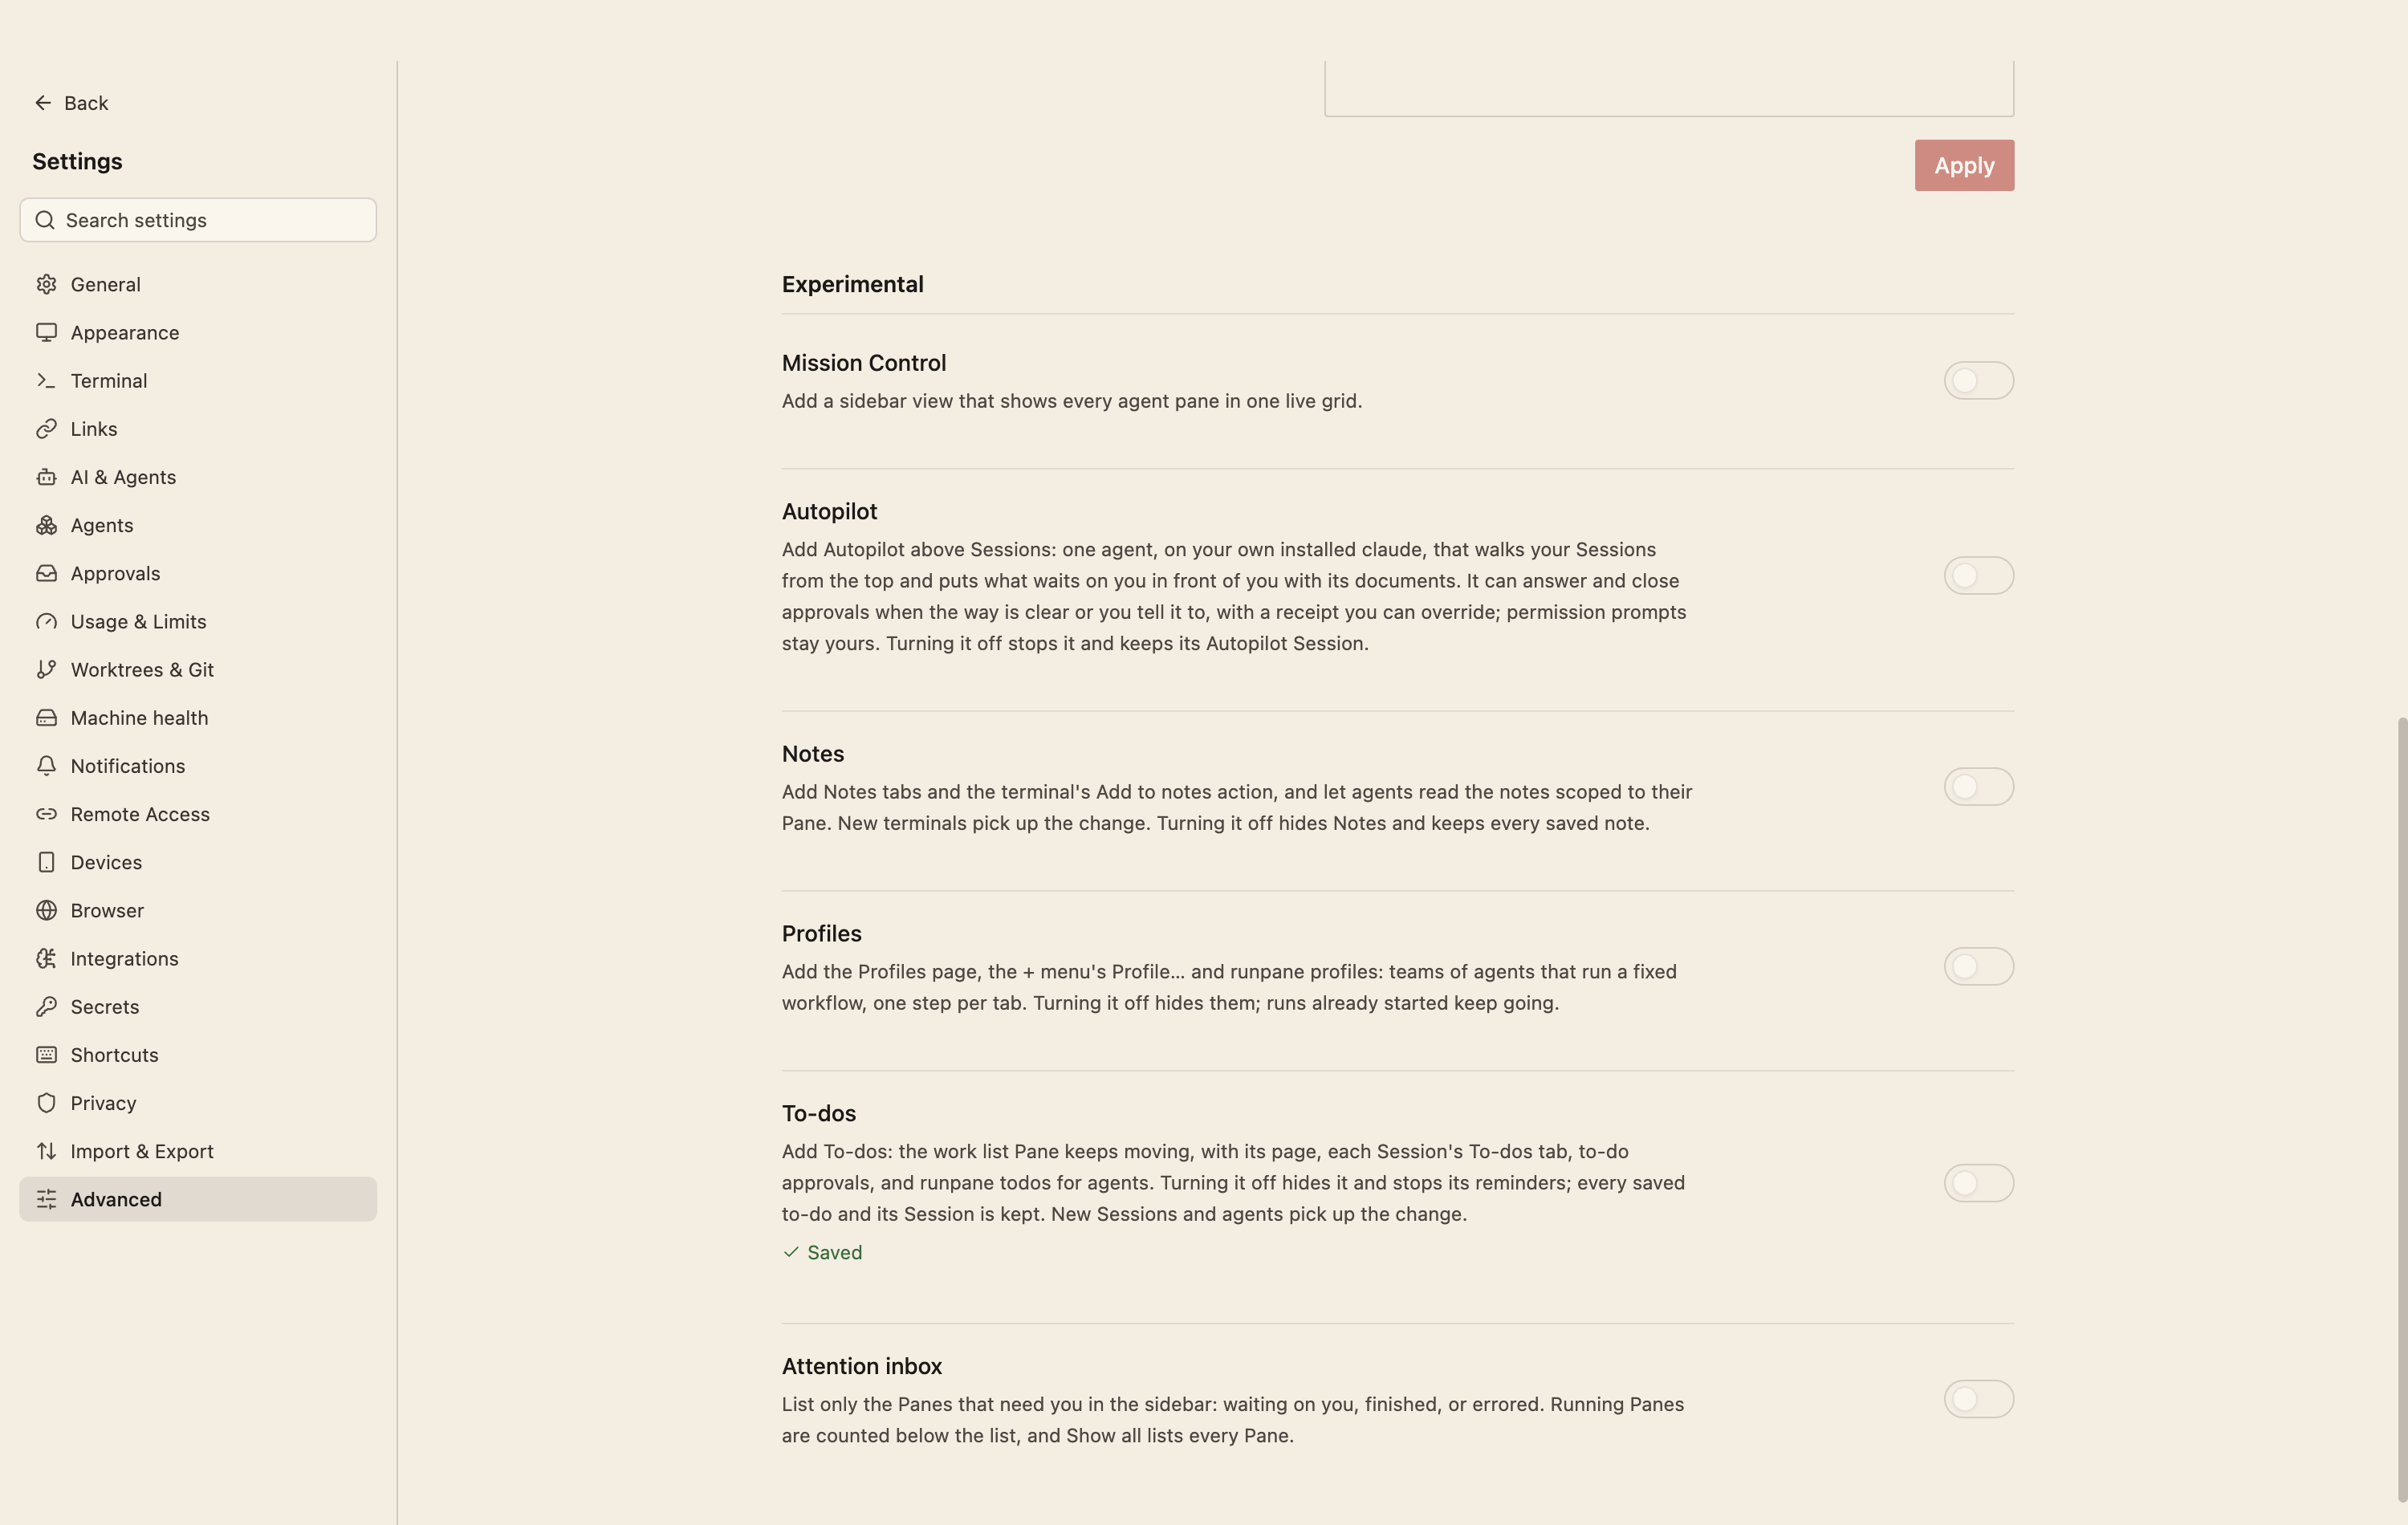 Back
Settings
Search settings
General
Appearance
Terminal
Links
AI & Agents
Agents
Approvals
Usage & Limits
Worktrees & Git
Machine health
Notifications
Remote Access
Devices
Browser
Integrations
Secrets
Shortcuts
Privacy
Import & Export
Advanced
Apply
Experimental
Mission Control
Add a sidebar view that shows every agent pane in one live grid.
Autopilot
Add Autopilot above Sessions: one agent, on your own installed claude, that walks your Sessions
from the top and puts what waits on you in front of you with its documents. It can answer and close
approvals when the way is clear or you tell it to, with a receipt you can override; permission prompts
stay yours. Turning it off stops it and keeps its Autopilot Session.
Notes
Add Notes tabs and the terminal's Add to notes action, and let agents read the notes scoped to their
Pane. New terminals pick up the change. Turning it off hides Notes and keeps every saved note.
Profiles
Add the Profiles page, the + menu's Profile... and runpane profiles: teams of agents that run a fixed
workflow, one step per tab. Turning it off hides them; runs already started keep going.
To-dos
Add To-dos: the work list Pane keeps moving, with its page, each Session's To-dos tab, to-do
approvals, and runpane todos for agents. Turning it off hides it and stops its reminders; every saved
to-do and its Session is kept. New Sessions and agents pick up the change.
Saved
Attention inbox
List only the Panes that need you in the sidebar: waiting on you, finished, or errored. Running Panes
are counted below the list, and Show all lists every Pane.